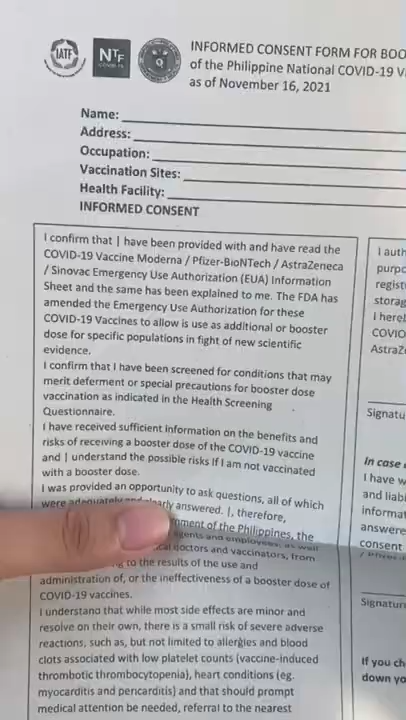 IATF
NTF
COVID-19
INFORMED CONSENT FORM FOR BOO
of the Philippine National COVID-19 V
as of November 16, 2021
Name:
Address:
Occupation:
Vaccination Sites:
Health Facility:
INFORMED CONSENT
I confirm that I have been provided with and have read the
COVID-19 Vaccine Moderna / Pfizer-BioNTech / AstraZeneca
/ Sinovac Emergency Use Authorization (EUA) Information
Sheet and the same has been explained to me. The FDA has
amended the Emergency Use Authorization for these
COVID-19 Vaccines to allow is use as additional or booster
dose for specific populations in fight of new scientific
evidence.
I confirm that I have been screened for conditions that may
merit deferment or special precautions for booster dose
vaccination as indicated in the Health Screening
Questionnaire.
I have received sufficient information on the benefits and
risks of receiving a booster dose of the COVID-19 vaccine
and I understand the possible risks if I am not vaccinated
with a booster dose.
I was provided an opportunity to ask questions, all of which
were adequately and clearly answered. I, therefore,
nment of the Philippines, the
agents and employees, as well
cal doctors and vaccinators, from
to the results of the use and
administration of, or the ineffectiveness of a booster dose of
COVID-19 vaccines.
I understand that while most side effects are minor and
resolve on their own, there is a small risk of severe adverse
reactions, such as, but not limited to allergies and blood
clots associated with low platelet counts (vaccine-induced
thrombotic thrombocytopenia), heart conditions (eg.
myocarditis and pericarditis) and that should prompt
medical attention be needed, referral to the nearest
I auth
purpo
regist
storag
I herel
COVID
AstraZ
Signatu
In case
I have w
and liabi
informat
answere
consent
Signature
If you ch
down yo